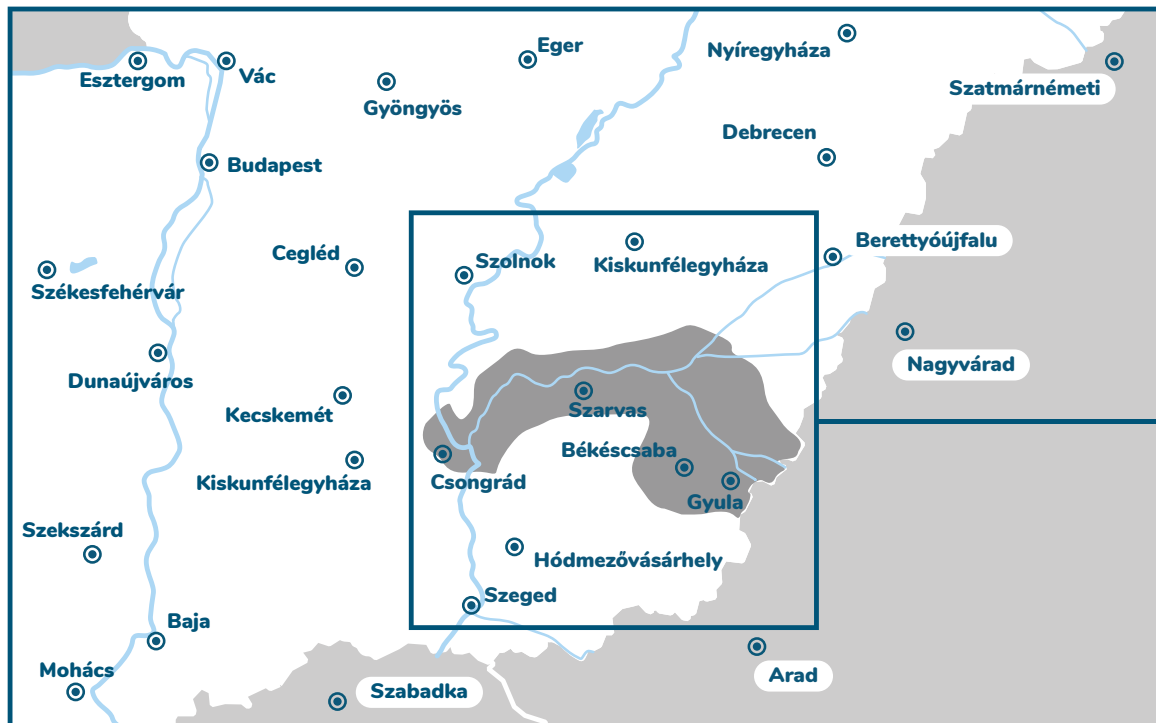 Eger
Nyíregyháza
Esztergom
Vác
Gyöngyös
Szatmárnémeti
Debrecen
Budapest
Berettyóújfalu
Cegléd
Szolnok
Kiskunfélegyháza
Székesfehérvár
Nagyvárad
Dunaújváros
Kecskemét
Szarvas
Békéscsaba
Kiskunfélegyháza
Csongrád
Gyula
Szekszárd
Hódmezővásárhely
Szeged
Baja
Mohács
Szabadka
Arad